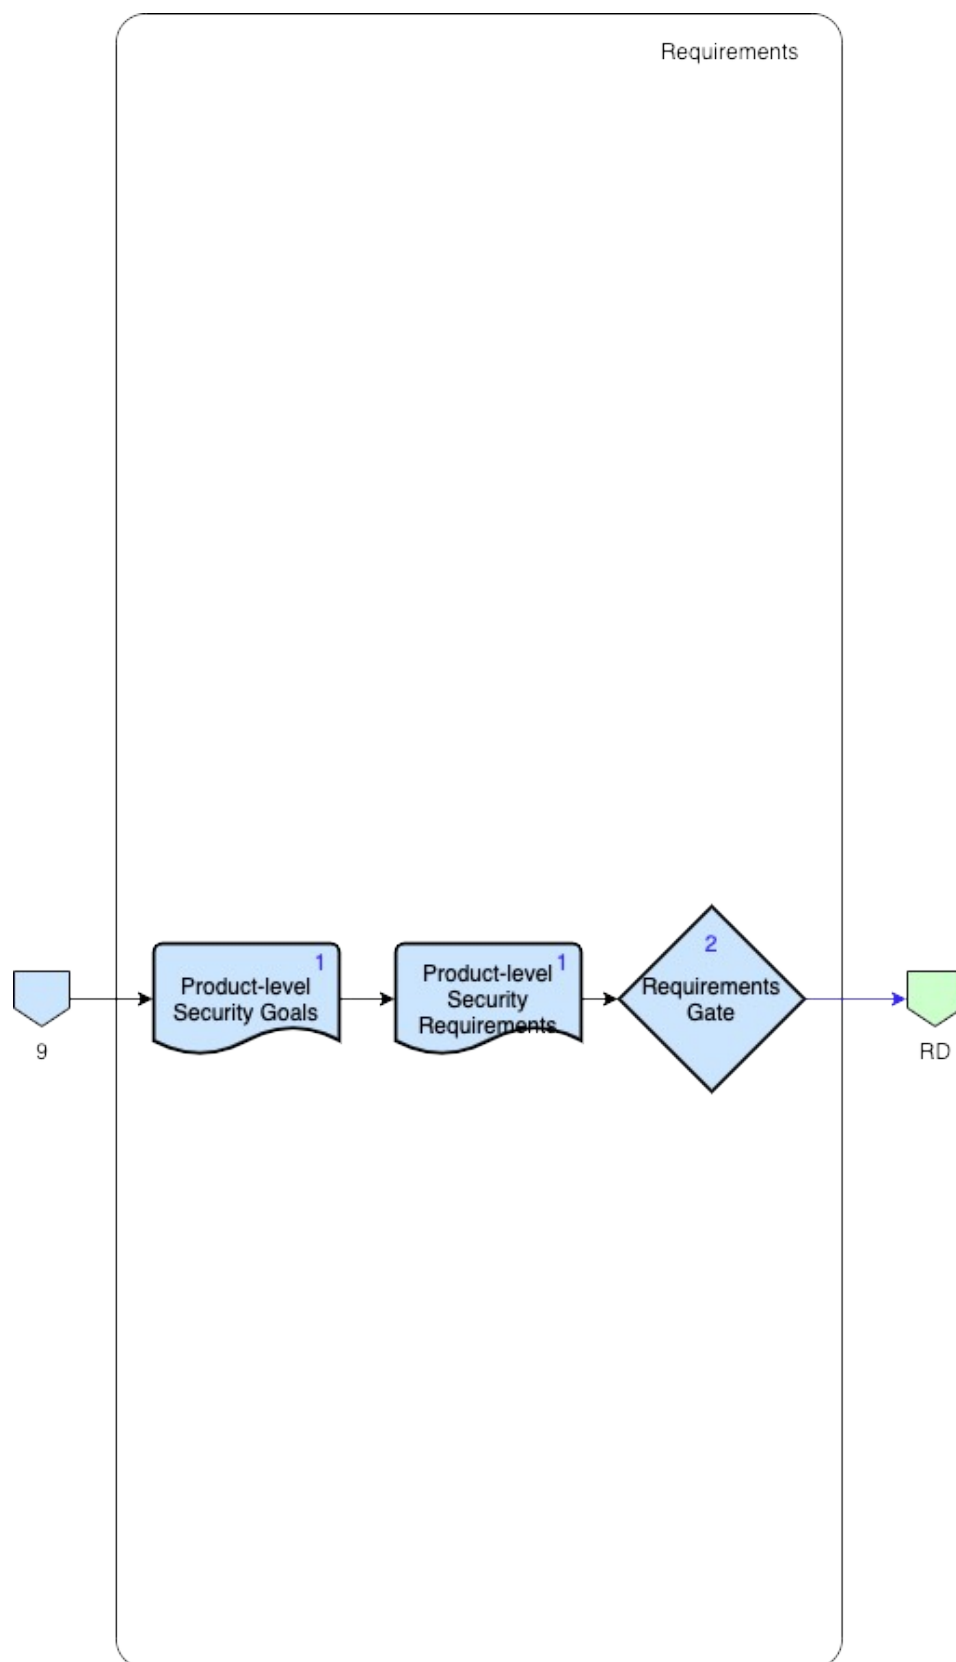 Requirements
9
1
Product-level
Security Goals
1
Product-level
Security
Requirements
2
Requirements
Gate
RD